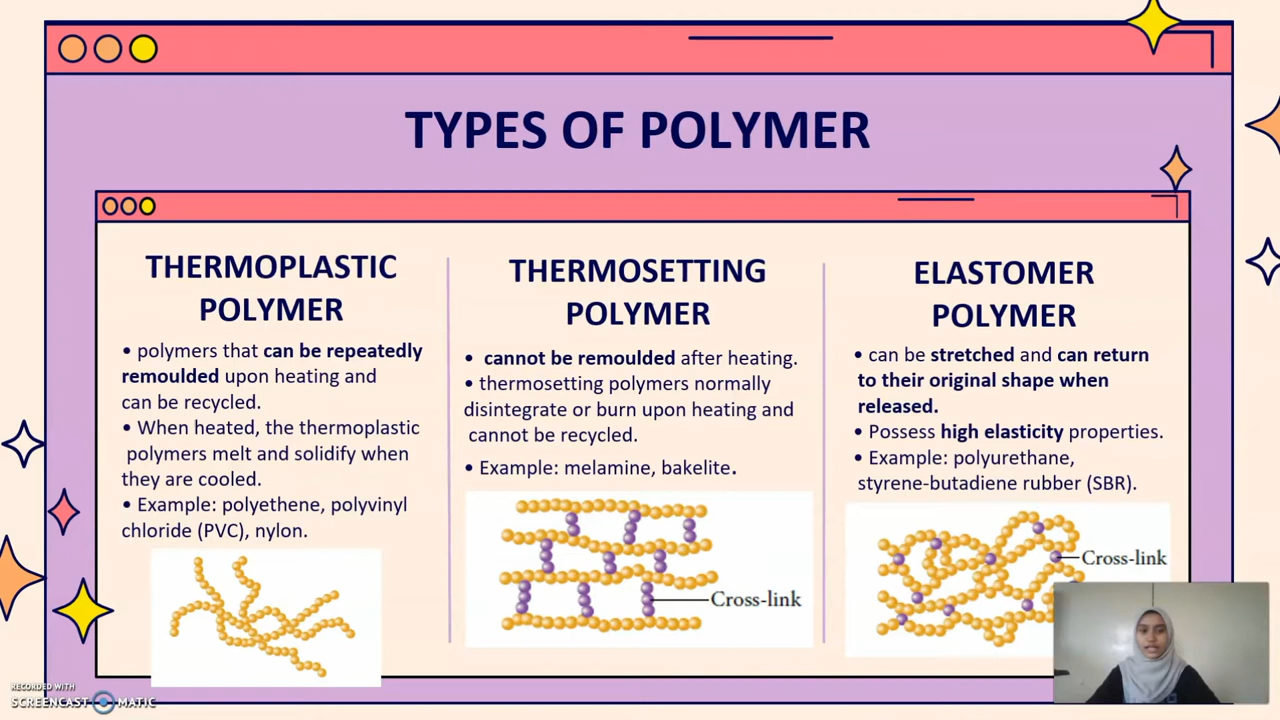 TYPES OF POLYMER
THERMOPLASTIC
POLYMER
• polymers that can be repeatedly
remoulded upon heating and
can be recycled.
• When heated, the thermoplastic
polymers melt and solidify when
they are cooled.
• Example: polyethene, polyvinyl
chloride (PVC), nylon.
THERMOSETTING
POLYMER
• cannot be remoulded after heating.
• thermosetting polymers normally
disintegrate or burn upon heating and
cannot be recycled.
• Example: melamine, bakelite.
Cross-link
ELASTOMER
POLYMER
• can be stretched and can return
to their original shape when
released.
• Possess high elasticity properties.
• Example: polyurethane,
styrene-butadiene rubber (SBR).
Cross-link
RECORDED WITH
SCREENCAST MATIC